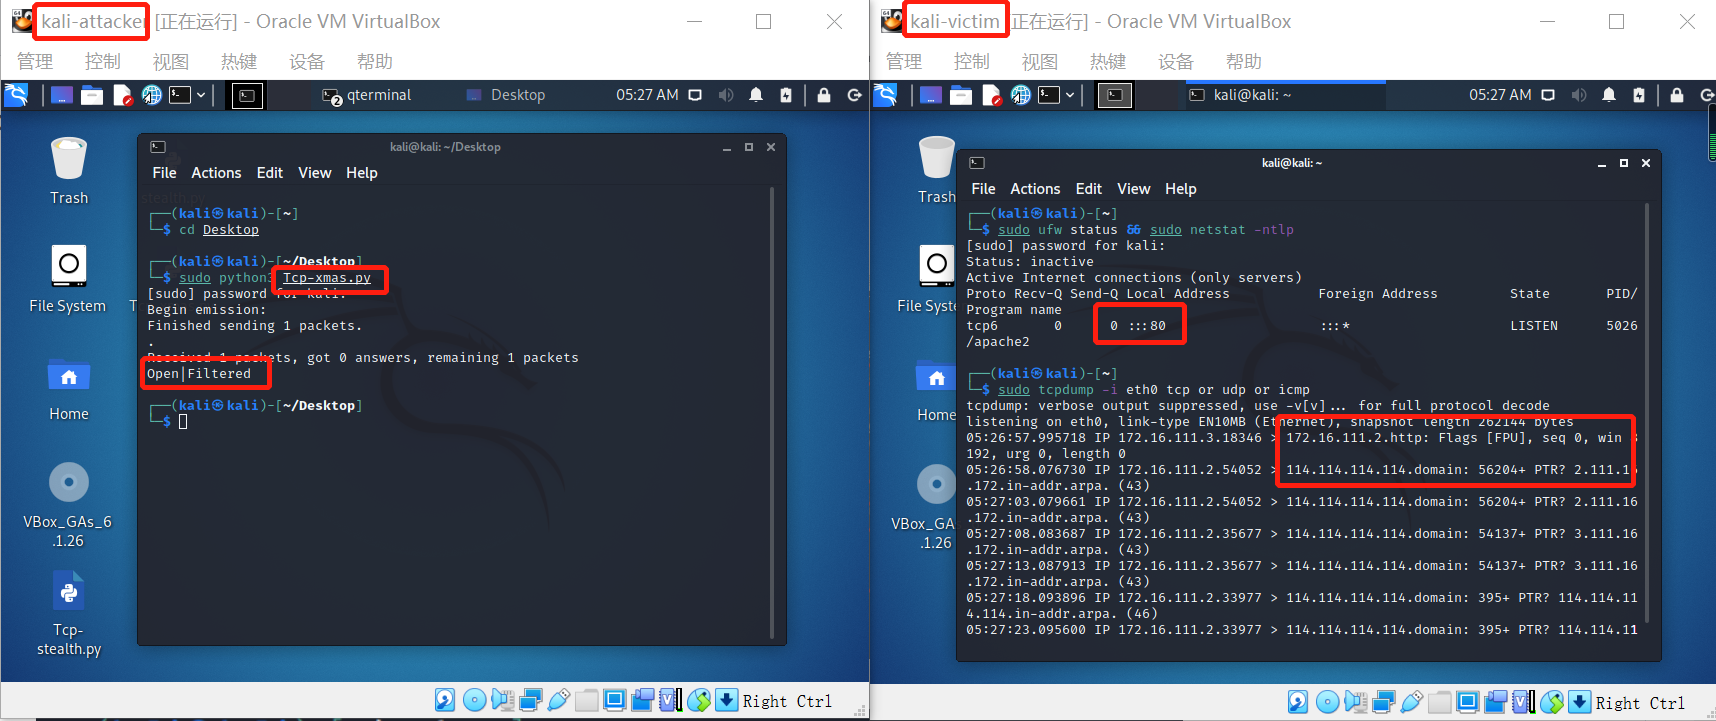 kali-attacker [正在运行] - Oracle VM VirtualBox
管理 控制 视图 热键 设备 帮助
qterminal Desktop 05:27 AM
Trash
File System
Home
VBox_GAs_6
.1.26
Tcp-
stealth.py
kali@kali: ~/Desktop
File Actions Edit View Help
┌──(kali㉿kali)-[~]
└─$ cd Desktop
┌──(kali㉿kali)-[~/Desktop]
└─$ sudo python3 Tcp-xmas.py
[sudo] password for kali:
Begin emission:
Finished sending 1 packets.
.
Received 1 packets, got 0 answers, remaining 1 packets
Open|Filtered
┌──(kali㉿kali)-[~/Desktop]
└─$
Right Ctrl
kali-victim [正在运行] - Oracle VM VirtualBox
管理 控制 视图 热键 设备 帮助
kali@kali: ~ 05:27 AM
Trash
File System
Home
VBox_GAs
.1.26
kali@kali: ~
File Actions Edit View Help
┌──(kali㉿kali)-[~]
└─$ sudo ufw status && sudo netstat -ntlp
[sudo] password for kali:
Status: inactive
Active Internet connections (only servers)
Proto Recv-Q Send-Q Local Address Foreign Address State PID/
Program name
tcp6 0 0 :::80 :::* LISTEN 5026
/apache2
┌──(kali㉿kali)-[~]
└─$ sudo tcpdump -i eth0 tcp or udp or icmp
tcpdump: verbose output suppressed, use -v[v]... for full protocol decode
listening on eth0, link-type EN10MB (Ethernet), snapshot length 262144 bytes
05:26:57.995718 IP 172.16.111.3.18346 > 172.16.111.2.http: Flags [FPU], seq 0, win 8
192, urg 0, length 0
05:26:58.076730 IP 172.16.111.2.54052 > 114.114.114.114.domain: 56204+ PTR? 2.111.16
.172.in-addr.arpa. (43)
05:27:03.079661 IP 172.16.111.2.54052 > 114.114.114.114.domain: 56204+ PTR? 2.111.16
.172.in-addr.arpa. (43)
05:27:08.083687 IP 172.16.111.2.35677 > 114.114.114.114.domain: 54137+ PTR? 3.111.16
.172.in-addr.arpa. (43)
05:27:13.087913 IP 172.16.111.2.35677 > 114.114.114.114.domain: 54137+ PTR? 3.111.16
.172.in-addr.arpa. (43)
05:27:18.093896 IP 172.16.111.2.33977 > 114.114.114.114.domain: 395+ PTR? 114.114.11
4.114.in-addr.arpa. (46)
05:27:23.095600 IP 172.16.111.2.33977 > 114.114.114.114.domain: 395+ PTR? 114.114.11
Right Ctrl